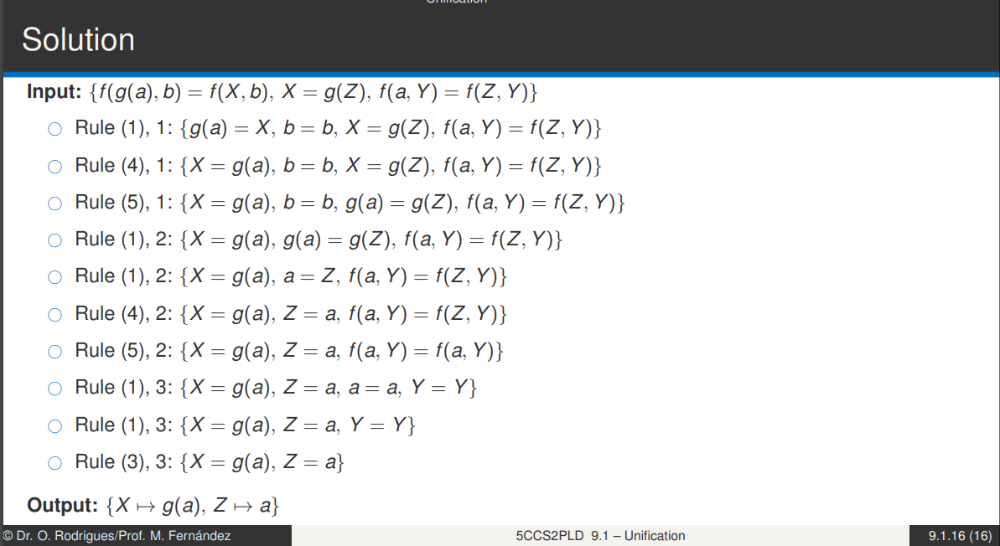 Unification
Solution
Input: {f(g(a), b) = f(X, b), X = g(Z), f(a, Y) = f(Z, Y)}
Rule (1), 1: {g(a) = X, b = b, X = g(Z), f(a, Y) = f(Z, Y)}
Rule (4), 1: {X = g(a), b = b, X = g(Z), f(a, Y) = f(Z, Y)}
Rule (5), 1: {X = g(a), b = b, g(a) = g(Z), f(a, Y) = f(Z, Y)}
Rule (1), 2: {X = g(a), g(a) = g(Z), f(a, Y) = f(Z, Y)}
Rule (1), 2: {X = g(a), a = Z, f(a, Y) = f(Z, Y)}
Rule (4), 2: {X = g(a), Z = a, f(a, Y) = f(Z, Y)}
Rule (5), 2: {X = g(a), Z = a, f(a, Y) = f(a, Y)}
Rule (1), 3: {X = g(a), Z = a, a = a, Y = Y}
Rule (1), 3: {X = g(a), Z = a, Y = Y}
Rule (3), 3: {X = g(a), Z = a}
Output: {X ↦ g(a), Z ↦ a}
© Dr. O. Rodrigues/Prof. M. Fernández 5CCS2PLD 9.1 – Unification 9.1.16 (16)